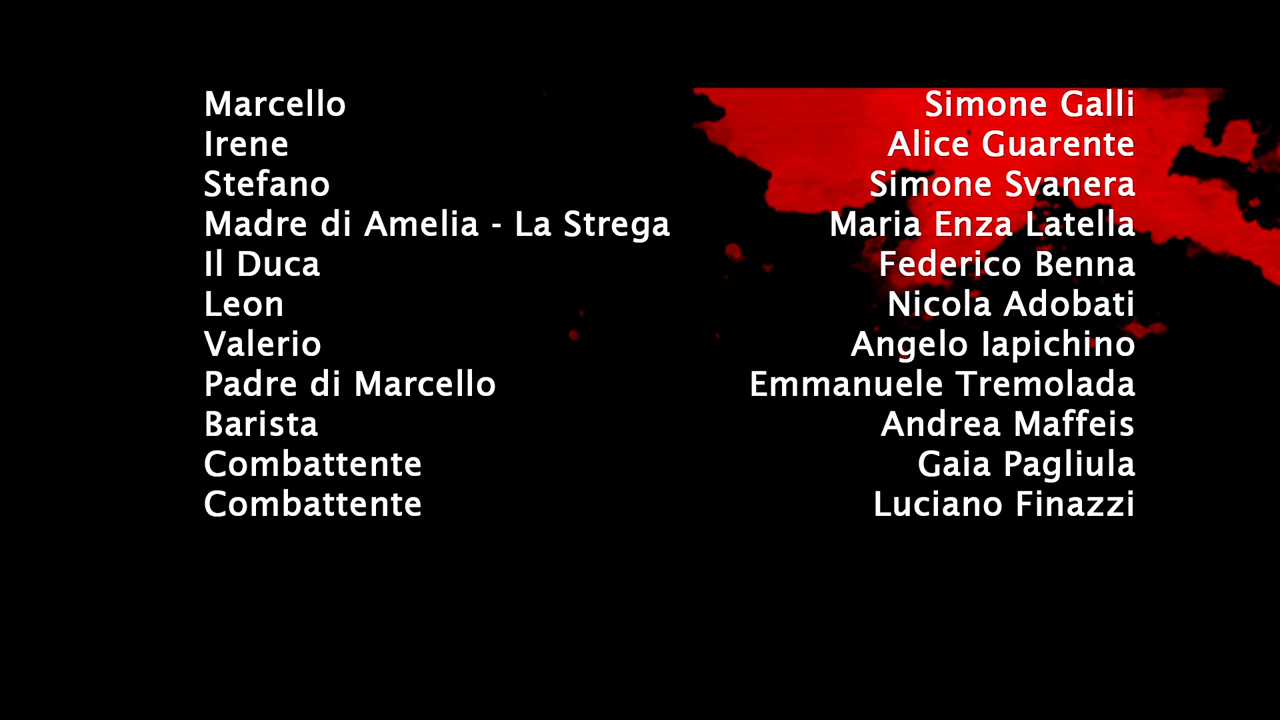 Marcello Simone Galli
Irene Alice Guarente
Stefano Simone Svanera
Madre di Amelia - La Strega Maria Enza Latella
Il Duca Federico Benna
Leon Nicola Adobati
Valerio Angelo Iapichino
Padre di Marcello Emmanuele Tremolada
Barista Andrea Maffeis
Combattente Gaia Pagliula
Combattente Luciano Finazzi